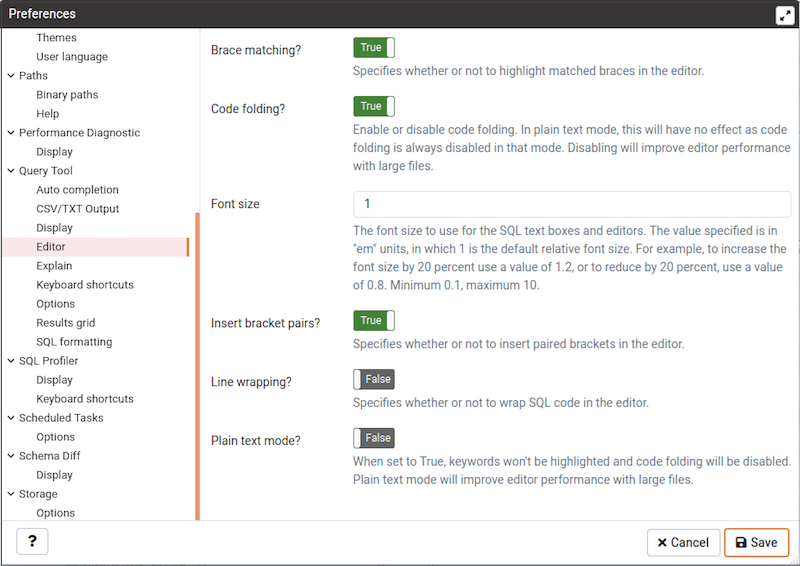 Preferences
Themes
User language
Paths
Binary paths
Help
Performance Diagnostic
Display
Query Tool
Auto completion
CSV/TXT Output
Display
Editor
Explain
Keyboard shortcuts
Options
Results grid
SQL formatting
SQL Profiler
Display
Keyboard shortcuts
Scheduled Tasks
Options
Schema Diff
Display
Storage
Options
Brace matching?
True
Specifies whether or not to highlight matched braces in the editor.
Code folding?
True
Enable or disable code folding. In plain text mode, this will have no effect as code
folding is always disabled in that mode. Disabling will improve editor performance
with large files.
Font size
1
The font size to use for the SQL text boxes and editors. The value specified is in
"em" units, in which 1 is the default relative font size. For example, to increase the
font size by 20 percent use a value of 1.2, or to reduce by 20 percent, use a value
of 0.8. Minimum 0.1, maximum 10.
Insert bracket pairs?
True
Specifies whether or not to insert paired brackets in the editor.
Line wrapping?
False
Specifies whether or not to wrap SQL code in the editor.
Plain text mode?
False
When set to True, keywords won't be highlighted and code folding will be disabled.
Plain text mode will improve editor performance with large files.
?
Cancel
Save